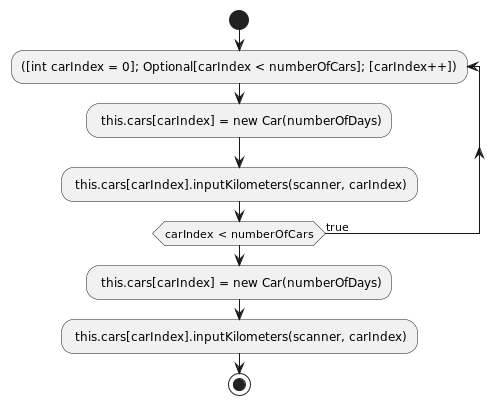 ([int carIndex = 0]; Optional[carIndex < numberOfCars]; [carIndex++])
this.cars[carIndex] = new Car(numberOfDays)
this.cars[carIndex].inputKilometers(scanner, carIndex)
carIndex < numberOfCars
true
this.cars[carIndex] = new Car(numberOfDays)
this.cars[carIndex].inputKilometers(scanner, carIndex)